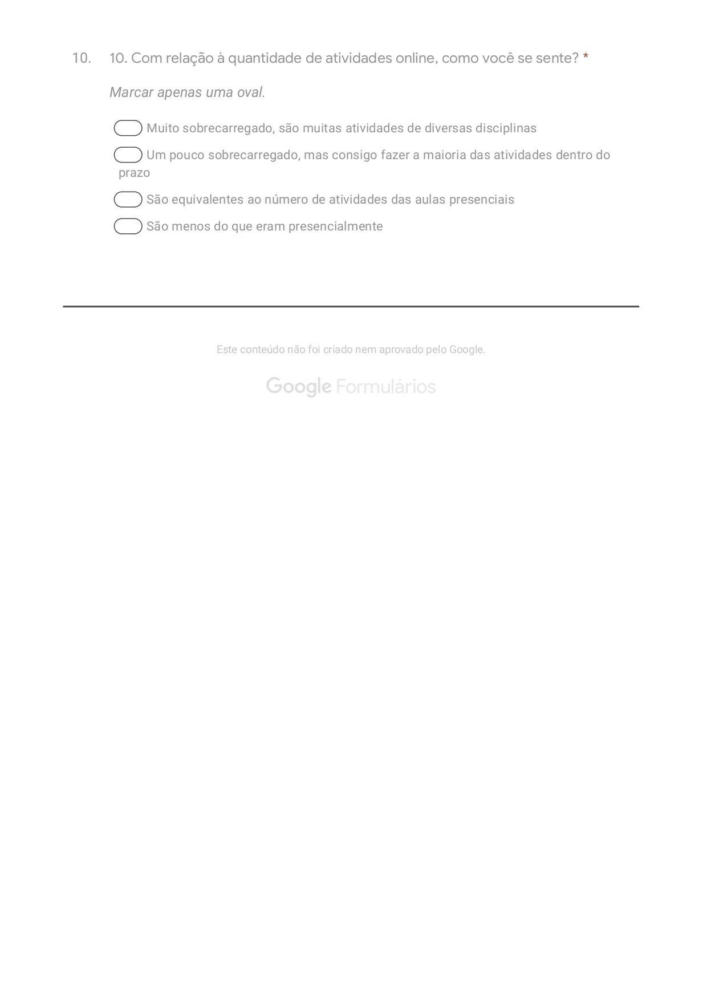 10. 10. Com relação à quantidade de atividades online, como você se sente? *
Marcar apenas uma oval.
Muito sobrecarregado, são muitas atividades de diversas disciplinas
Um pouco sobrecarregado, mas consigo fazer a maioria das atividades dentro do
prazo
São equivalentes ao número de atividades das aulas presenciais
São menos do que eram presencialmente
Este conteúdo não foi criado nem aprovado pelo Google.
Google Formulários